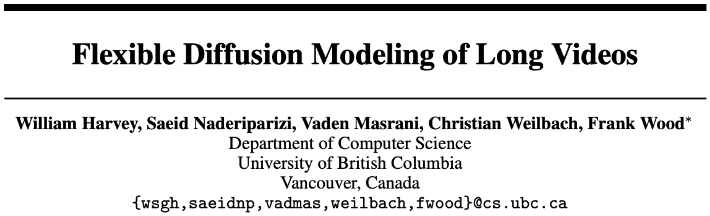 Flexible Diffusion Modeling of Long Videos
William Harvey, Saeid Naderiparizi, Vaden Masrani, Christian Weilbach, Frank Wood*
Department of Computer Science
University of British Columbia
Vancouver, Canada
{wsgh,saeidnp,vadmas,weilbach,fwood}@cs.ubc.ca